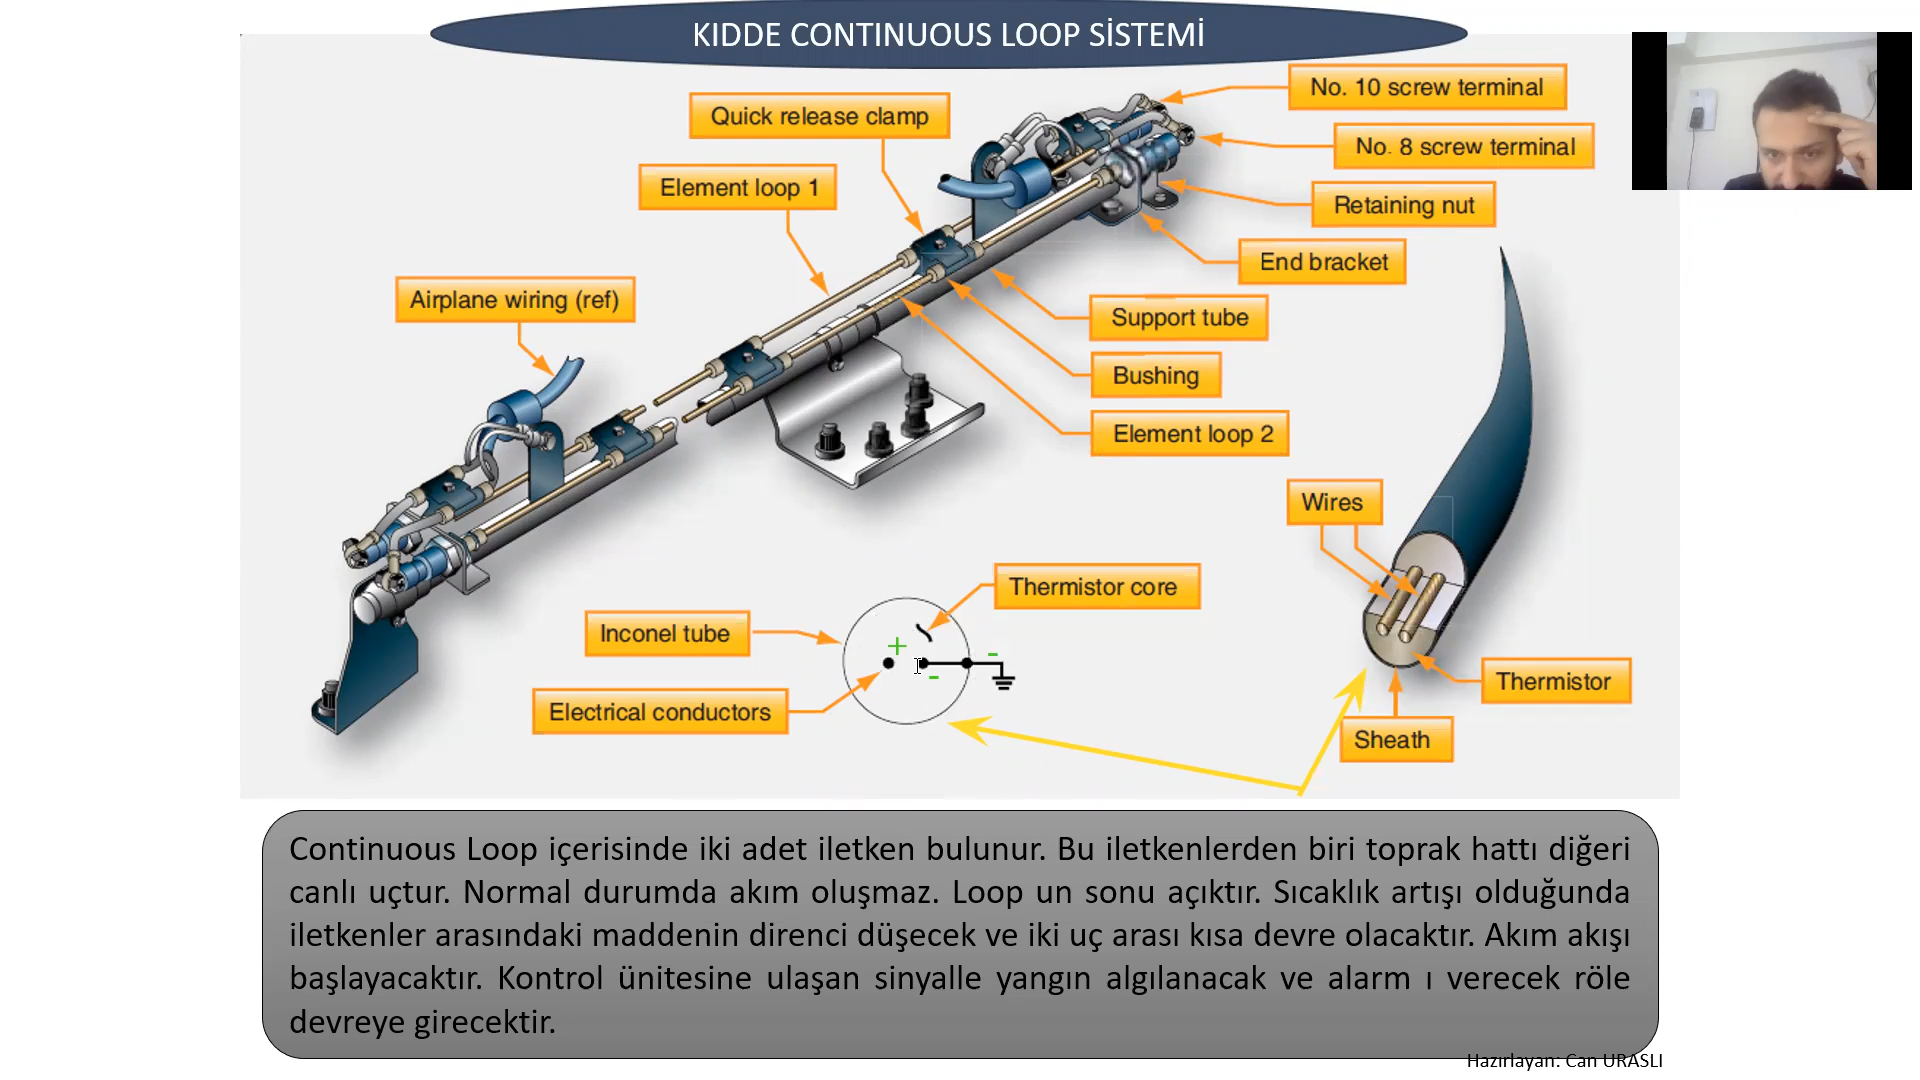 KIDDE CONTINUOUS LOOP SİSTEMİ
No. 10 screw terminal
Quick release clamp
No. 8 screw terminal
Element loop 1
Retaining nut
End bracket
Airplane wiring (ref)
Support tube
Bushing
Element loop 2
Wires
Thermistor core
Inconel tube
+
-
-
Thermistor
Electrical conductors
Sheath
Continuous Loop içerisinde iki adet iletken bulunur. Bu iletkenlerden biri toprak hattı diğeri
canlı uçtur. Normal durumda akım oluşmaz. Loop un sonu açıktır. Sıcaklık artışı olduğunda
iletkenler arasındaki maddenin direnci düşecek ve iki uç arası kısa devre olacaktır. Akım akışı
başlayacaktır. Kontrol ünitesine ulaşan sinyalle yangın algılanacak ve alarm ı verecek röle
devreye girecektir.
Hazırlayan: Can URASLI